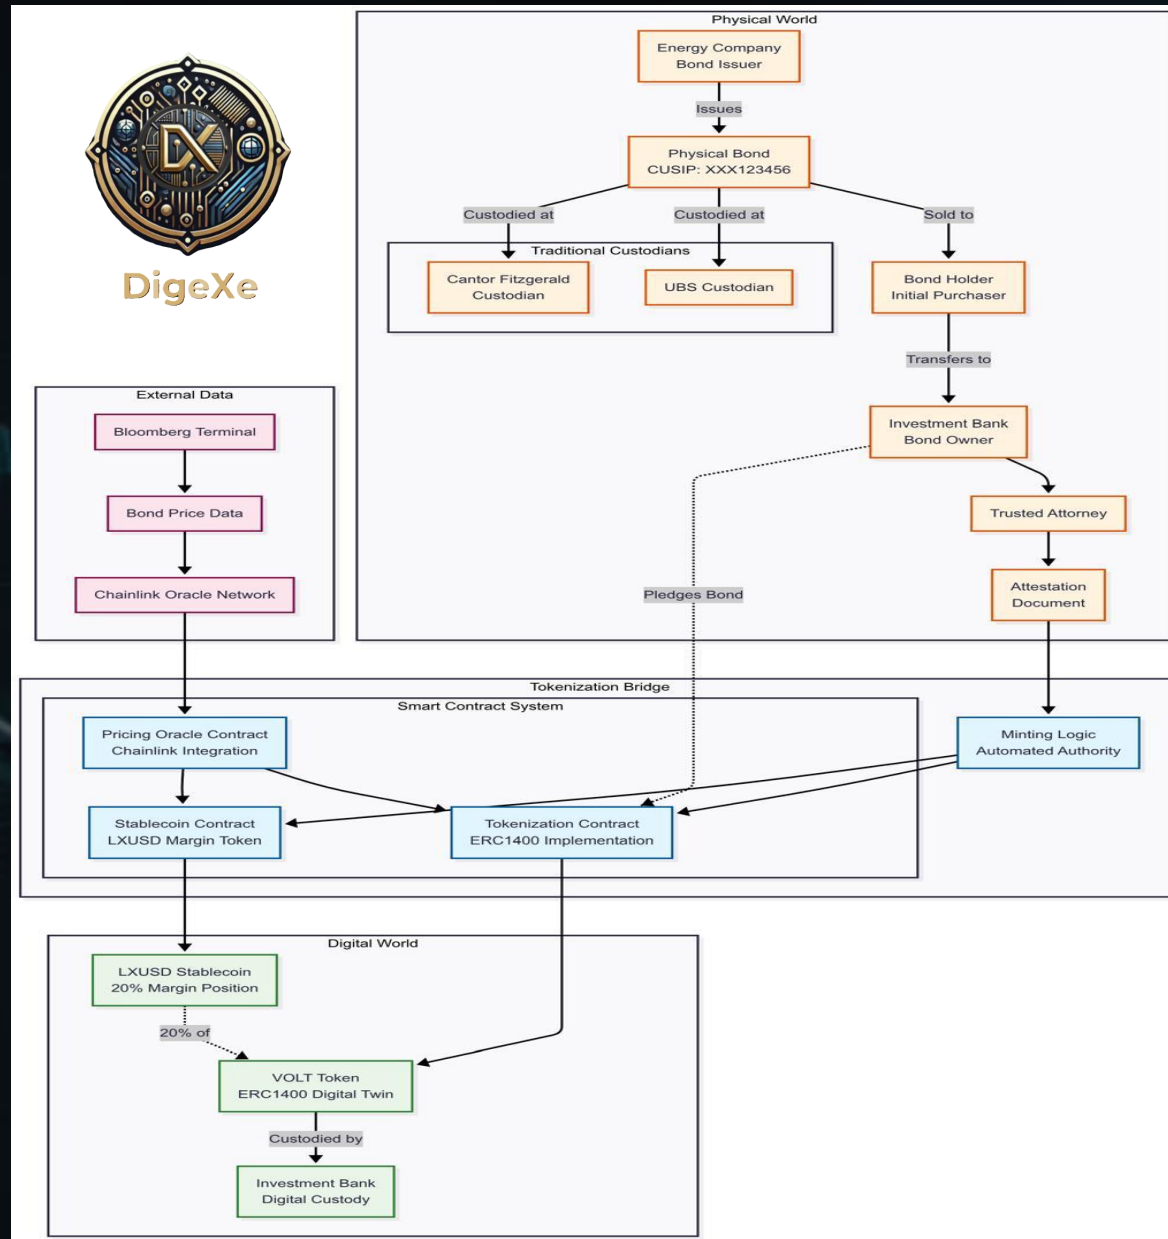 Physical World
Energy Company
Bond Issuer
Issues
Physical Bond
CUSIP: XXX123456
Custodied at
Custodied at
Sold to
Traditional Custodians
Cantor Fitzgerald
Custodian
UBS Custodian
Bond Holder
Initial Purchaser
Transfers to
Investment Bank
Bond Owner
Trusted Attorney
Attestation
Document
Pledges Bond
DX
DigeXe
External Data
Bloomberg Terminal
Bond Price Data
Chainlink Oracle Network
Tokenization Bridge
Smart Contract System
Pricing Oracle Contract
Chainlink Integration
Minting Logic
Automated Authority
Stablecoin Contract
LXUSD Margin Token
Tokenization Contract
ERC1400 Implementation
Digital World
LXUSD Stablecoin
20% Margin Position
20% of
VOLT Token
ERC1400 Digital Twin
Custodied by
Investment Bank
Digital Custody